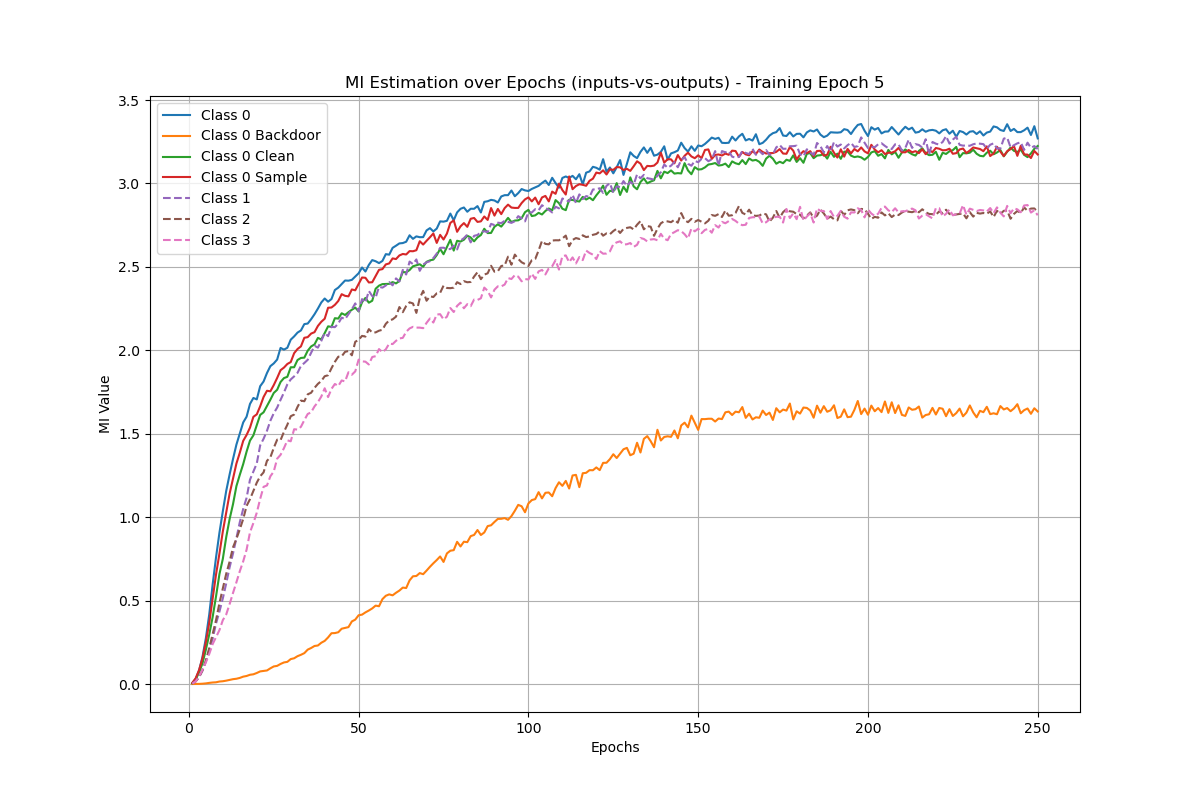 MI Estimation over Epochs (inputs-vs-outputs) - Training Epoch 5
Class 0
Class 0 Backdoor
Class 0 Clean
Class 0 Sample
Class 1
Class 2
Class 3
MI Value
3.5
3.0
2.5
2.0
1.5
1.0
0.5
0.0
0
50
100
150
200
250
Epochs